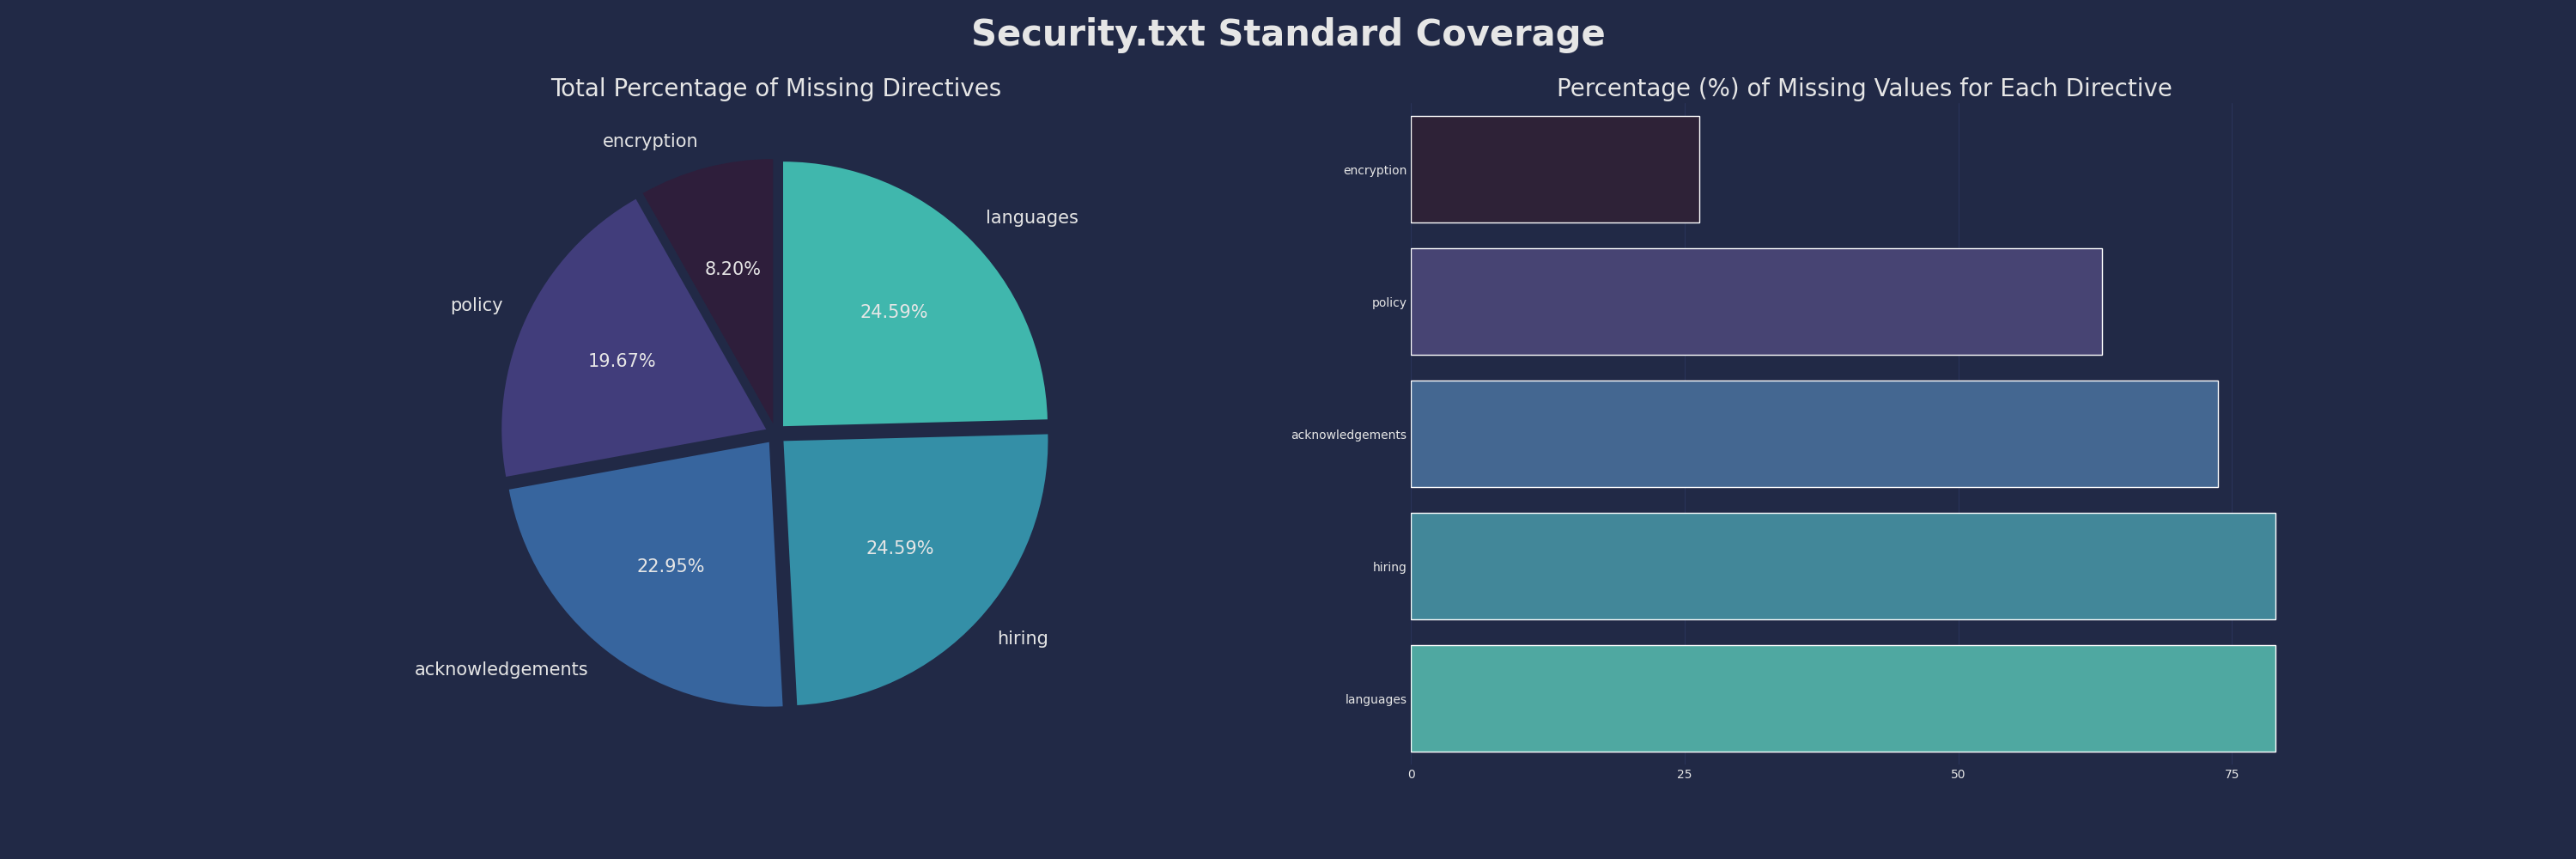 Security.txt Standard Coverage
Total Percentage of Missing Directives
encryption
languages
8.20%
24.59%
policy
19.67%
24.59%
22.95%
hiring
acknowledgements
Percentage (%) of Missing Values for Each Directive
encryption
policy
acknowledgements
hiring
languages
0 25 50 75